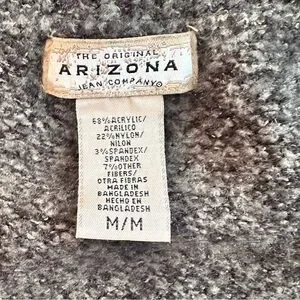 THE ORIGINAL
ARIZONA
JEAN COMPANY
68%ACRYLIC/
ACRILICO
22%NYLON/
NILON
3%SPANDEX/
SPANDEX
7%OTHER
FIBERS/
OTRA FIBRAS
MADE IN
BANGLADESH
HECHO EN
BANGLADESH
M/M